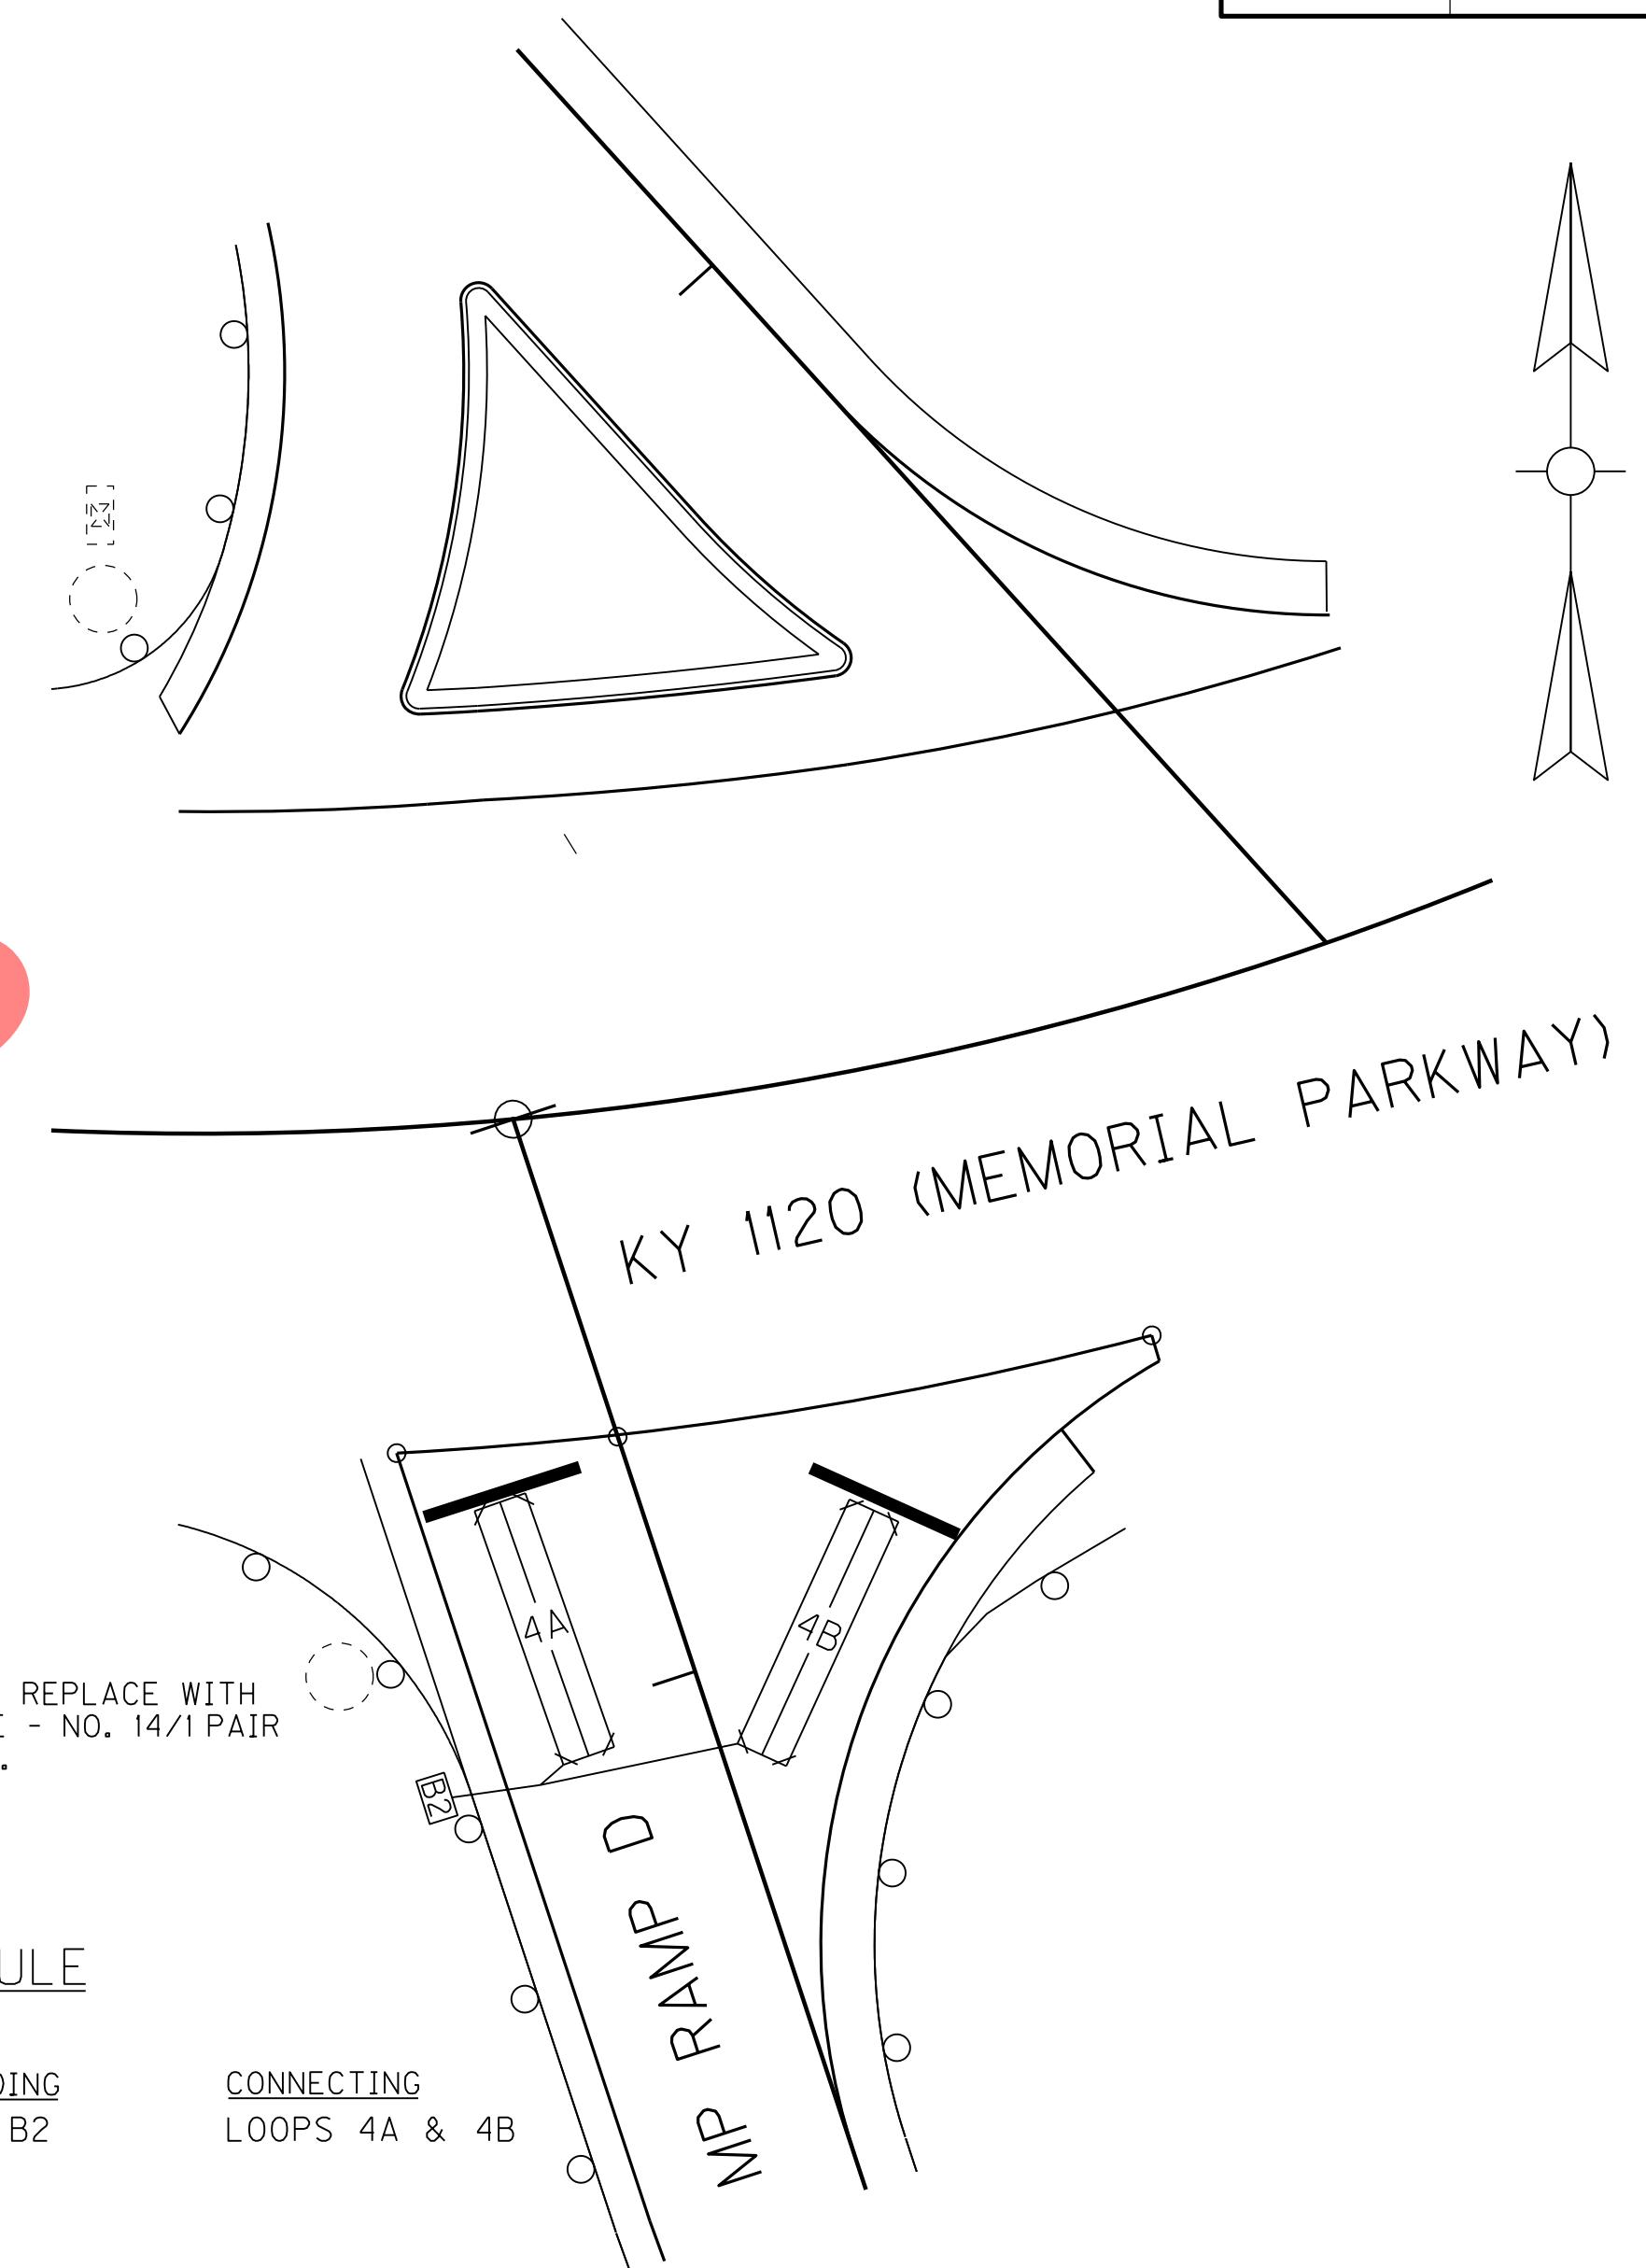 KY 1120 (MEMORIAL PARKWAY)
4A
4B
REPLACE WITH
- NO. 14/1 PAIR
B2
MP RAMP D
ULE
DING
B2
CONNECTING
LOOPS 4A & 4B